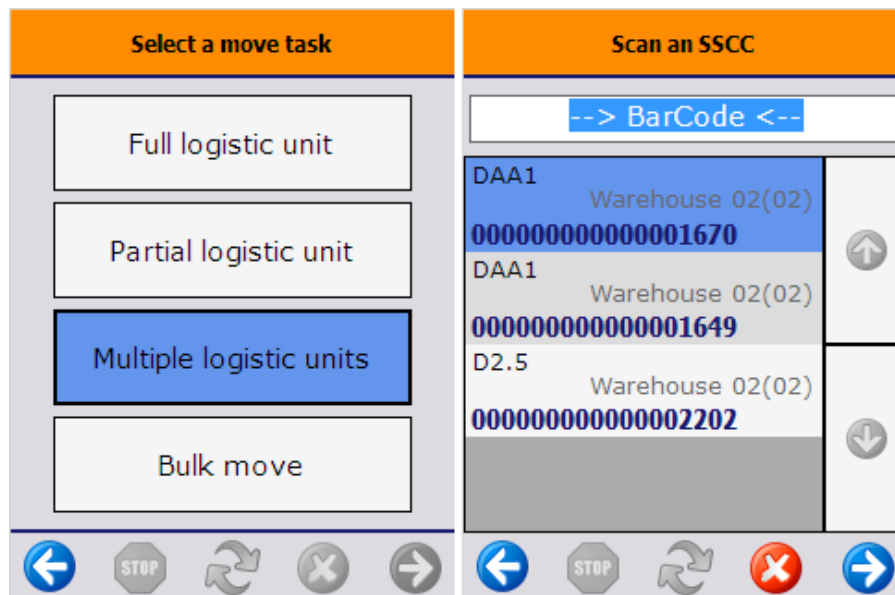 Select a move task
Full logistic unit
Partial logistic unit
Multiple logistic units
Bulk move
STOP
Scan an SSCC
--> BarCode <--
DAA1
Warehouse 02(02)
000000000000001670
DAA1
Warehouse 02(02)
000000000000001649
D2.5
Warehouse 02(02)
000000000000002202
STOP